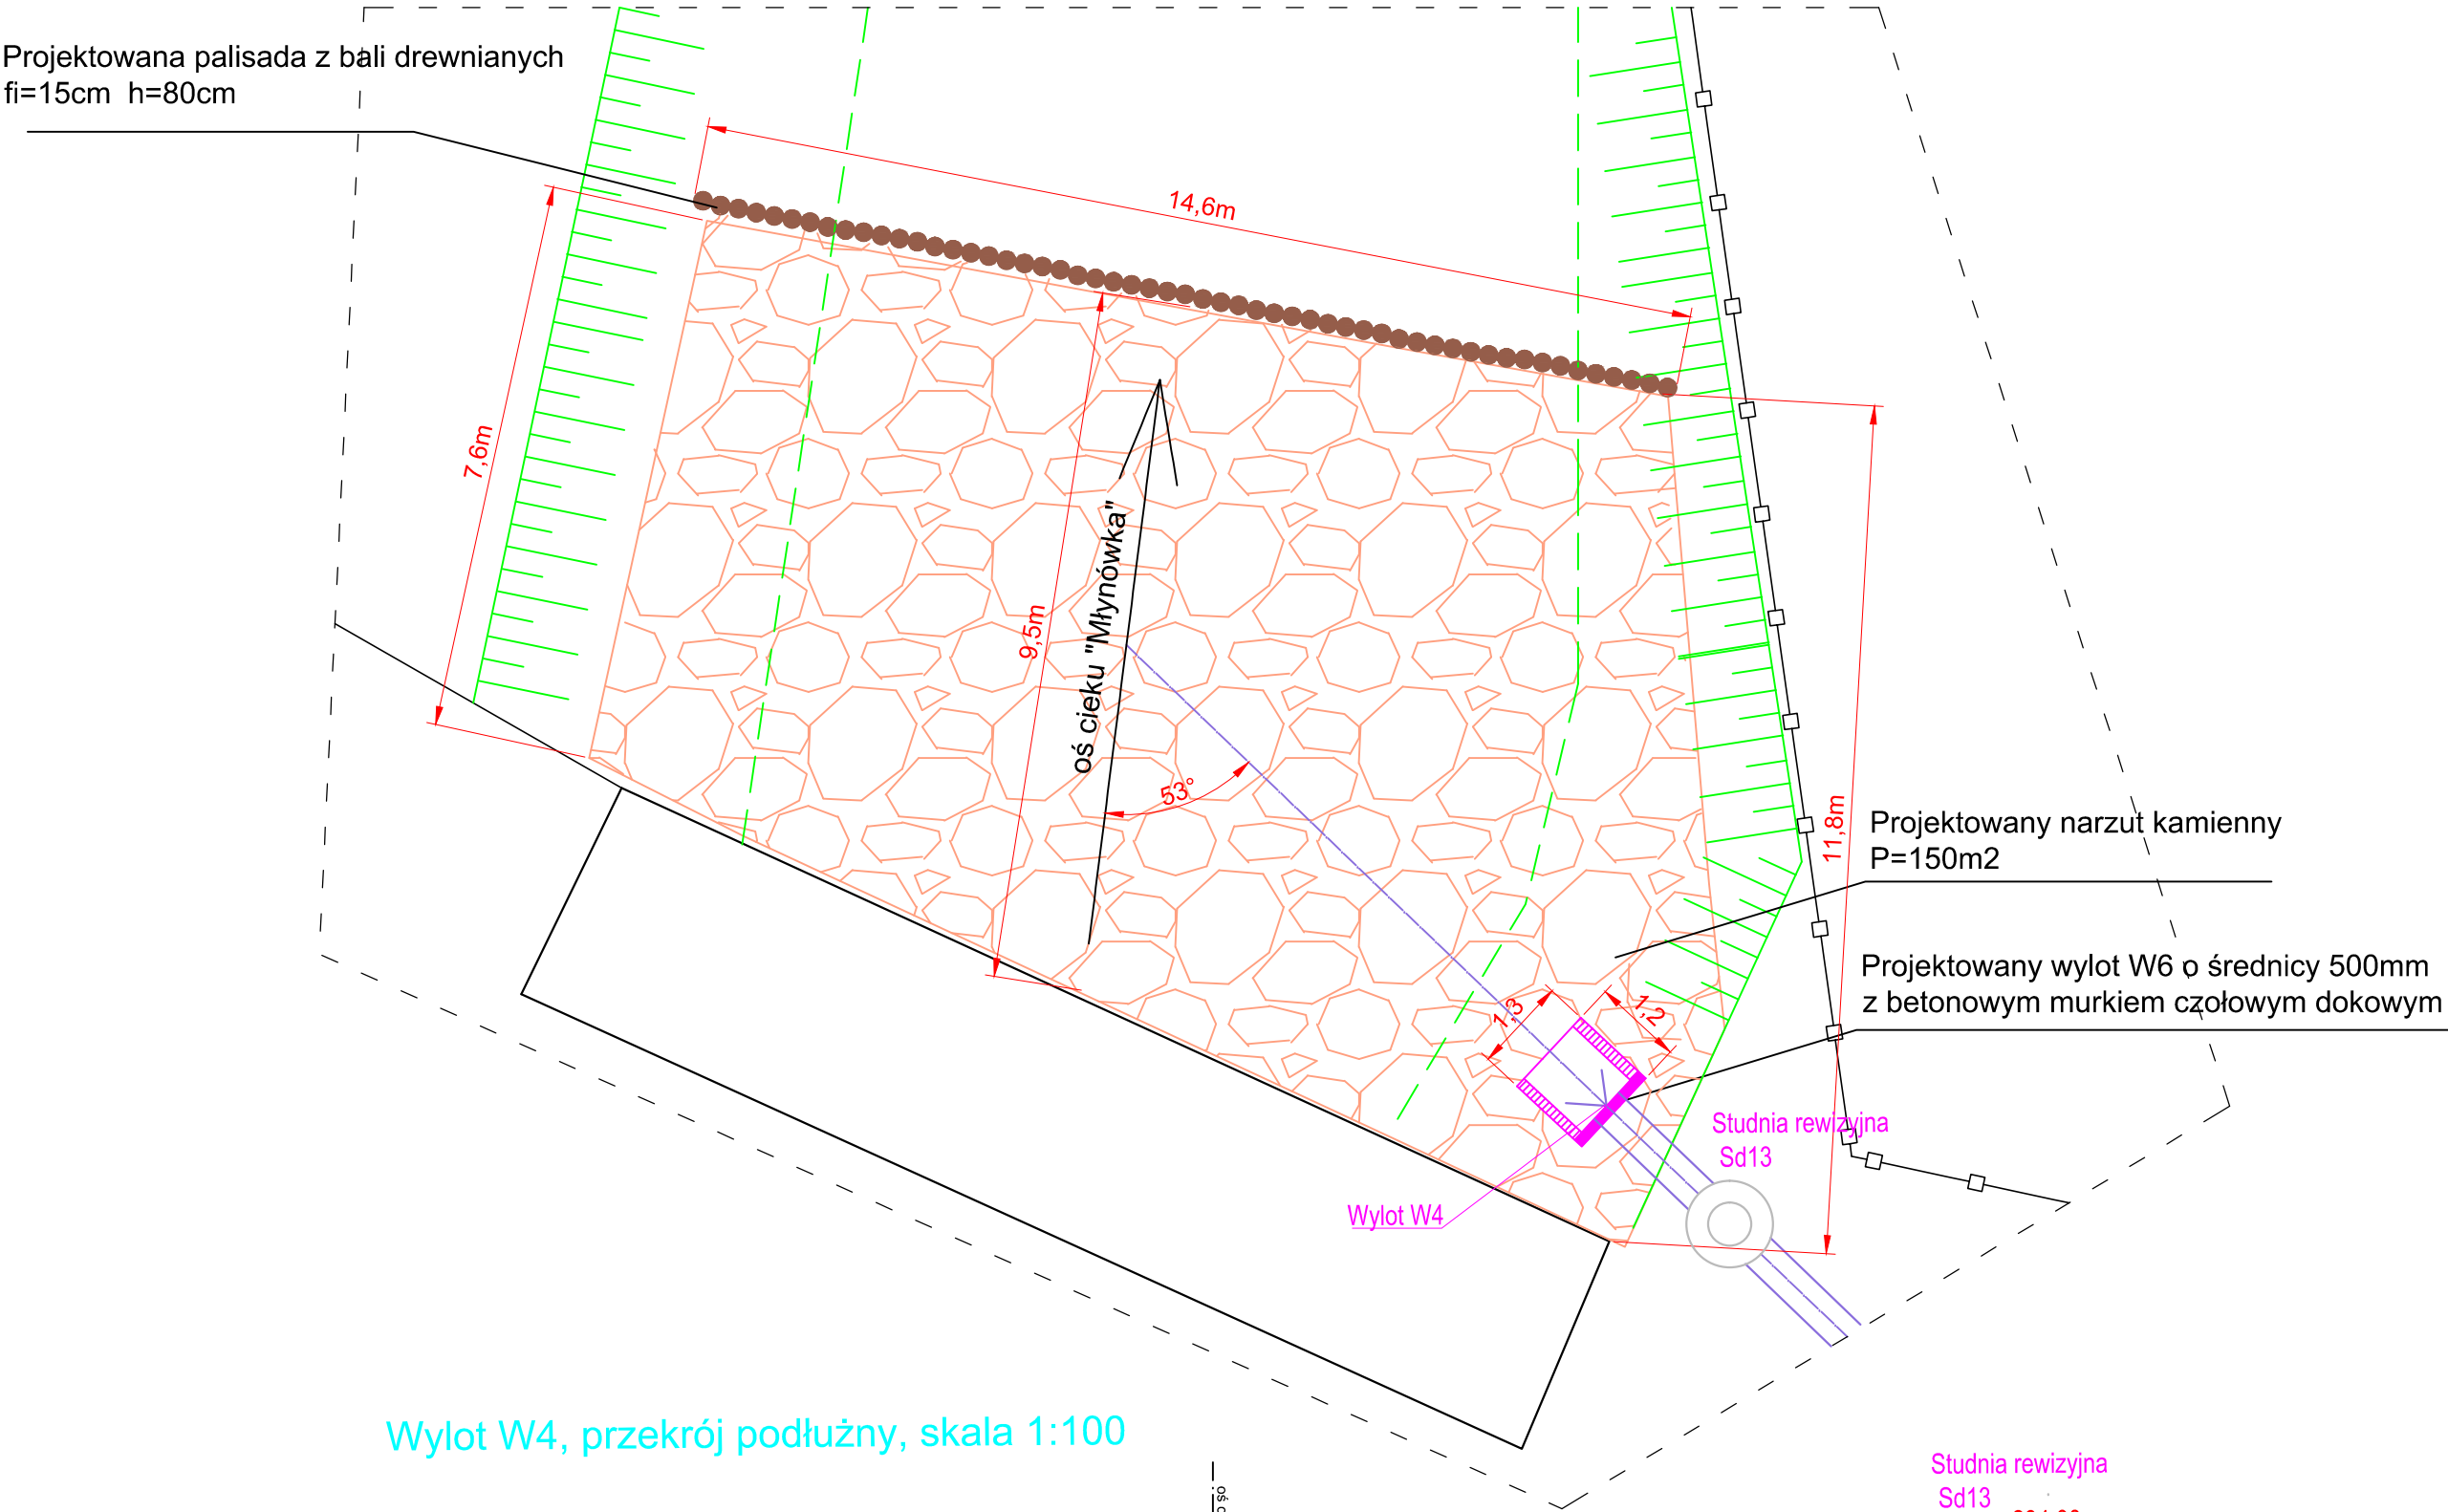 Projektowana palisada z bali drewnianych
fi=15cm h=80cm
14,6m
7,6m
9,5m
oś cieku "Młynówka"
53°
11,8m
Projektowany narzut kamienny
P=150m2
Projektowany wylot W6 o średnicy 500mm
z betonowym murkiem czołowym dokowym
1,3
1,2
Studnia rewizyjna
Sd13
Wylot W4
Wylot W4, przekrój podłużny, skala 1:100
Studnia rewizyjna
Sd13
oś